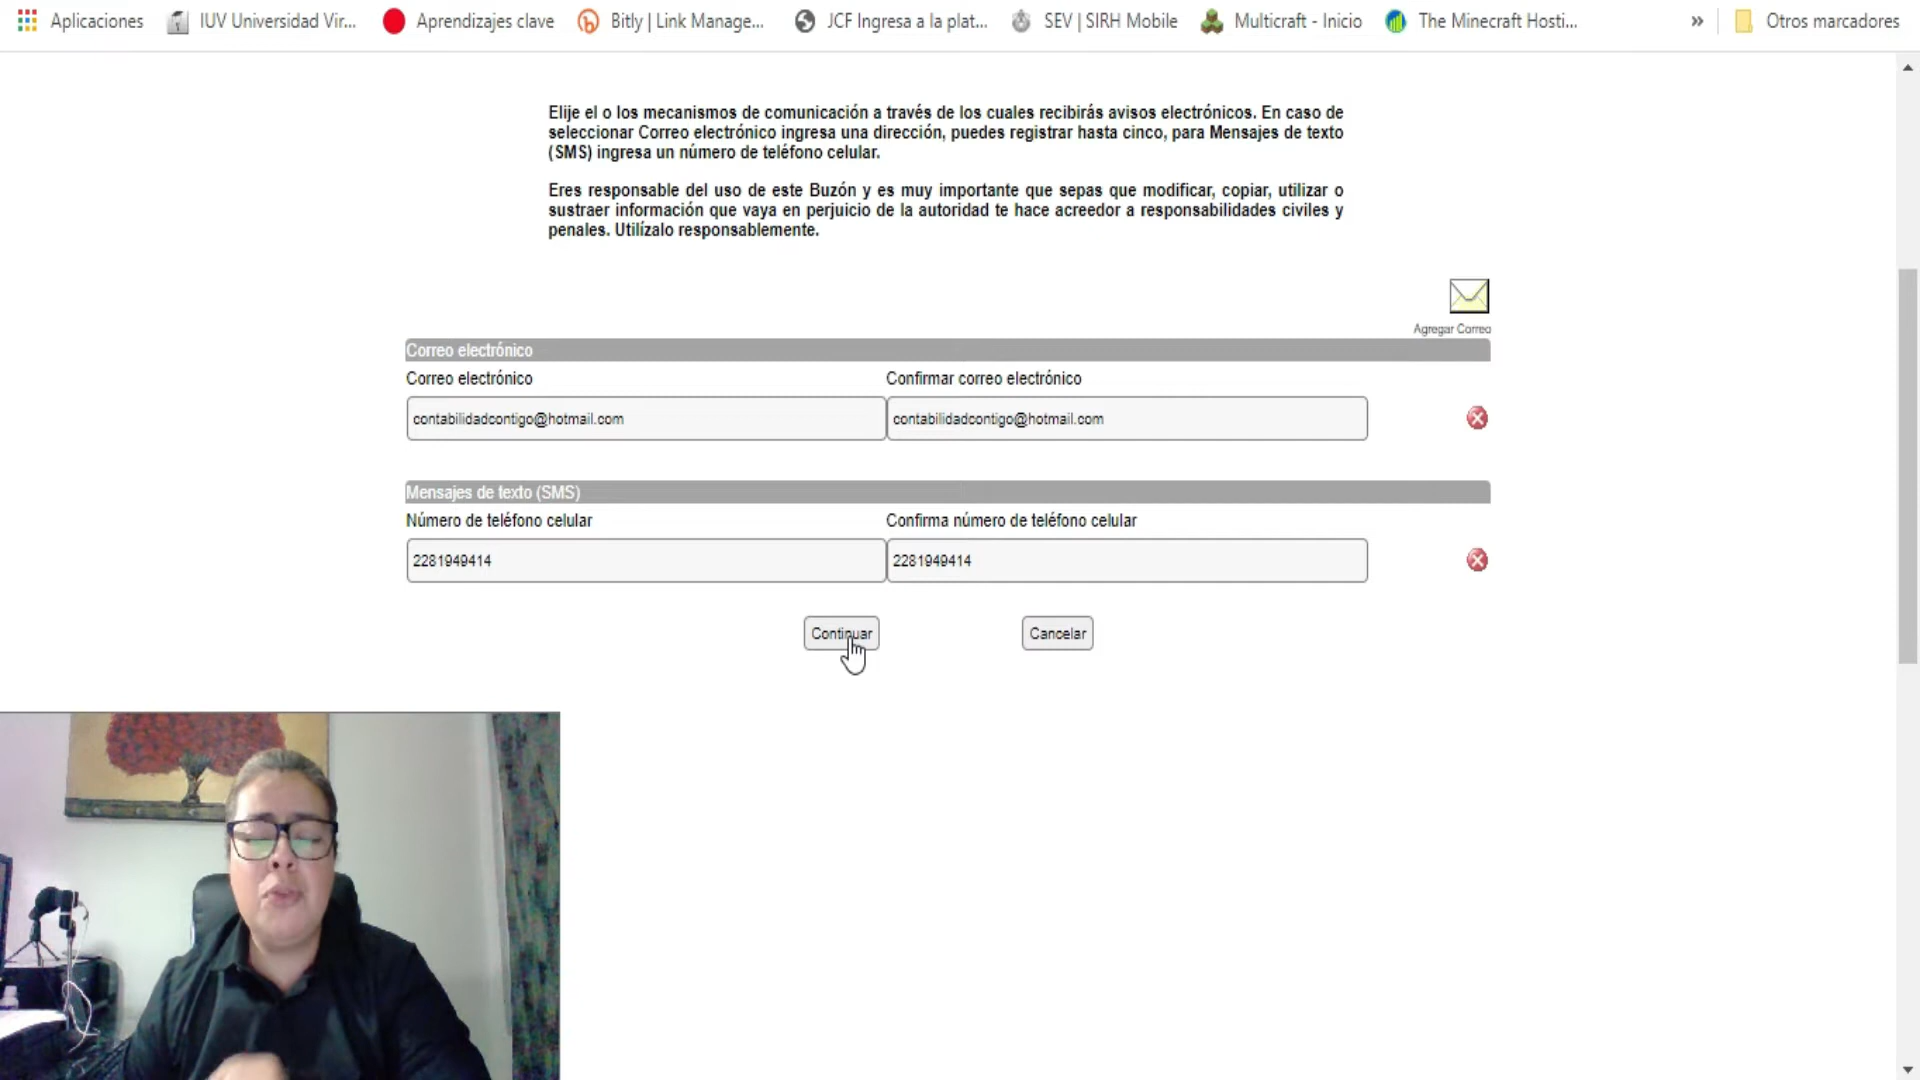 Aplicaciones
IUV Universidad Vir...
Aprendizajes clave
Bitly | Link Manage...
JCF Ingresa a la plat...
SEV | SIRH Mobile
Multicraft - Inicio
The Minecraft Hosti...
»
Otros marcadores
Elije el o los mecanismos de comunicación a través de los cuales recibirás avisos electrónicos. En caso de
seleccionar Correo electrónico ingresa una dirección, puedes registrar hasta cinco, para Mensajes de texto
(SMS) ingresa un número de teléfono celular.
Eres responsable del uso de este Buzón y es muy importante que sepas que modificar, copiar, utilizar o
sustraer información que vaya en perjuicio de la autoridad te hace acreedor a responsabilidades civiles y
penales. Utilízalo responsablemente.
Agregar Correo
Correo electrónico
Correo electrónico
Confirmar correo electrónico
contabilidadcontigo@hotmail.com
contabilidadcontigo@hotmail.com
Mensajes de texto (SMS)
Número de teléfono celular
Confirma número de teléfono celular
2281949414
2281949414
Continuar
Cancelar